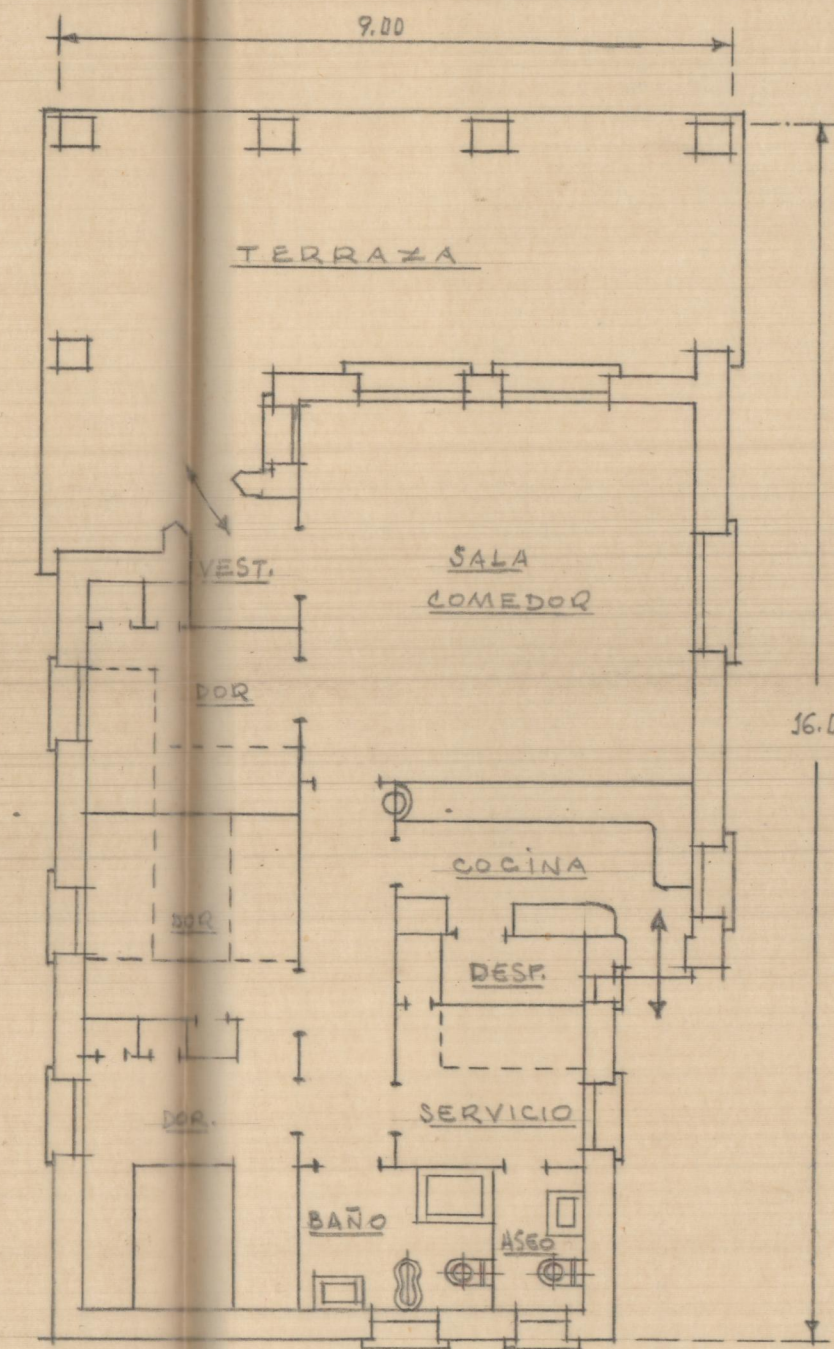 9.00
TERRAZA
VEST.
SALA
COMEDOR
DOR
16.
COCINA
DOR
DESP.
SERVICIO
DOR.
BAÑO
ASEO